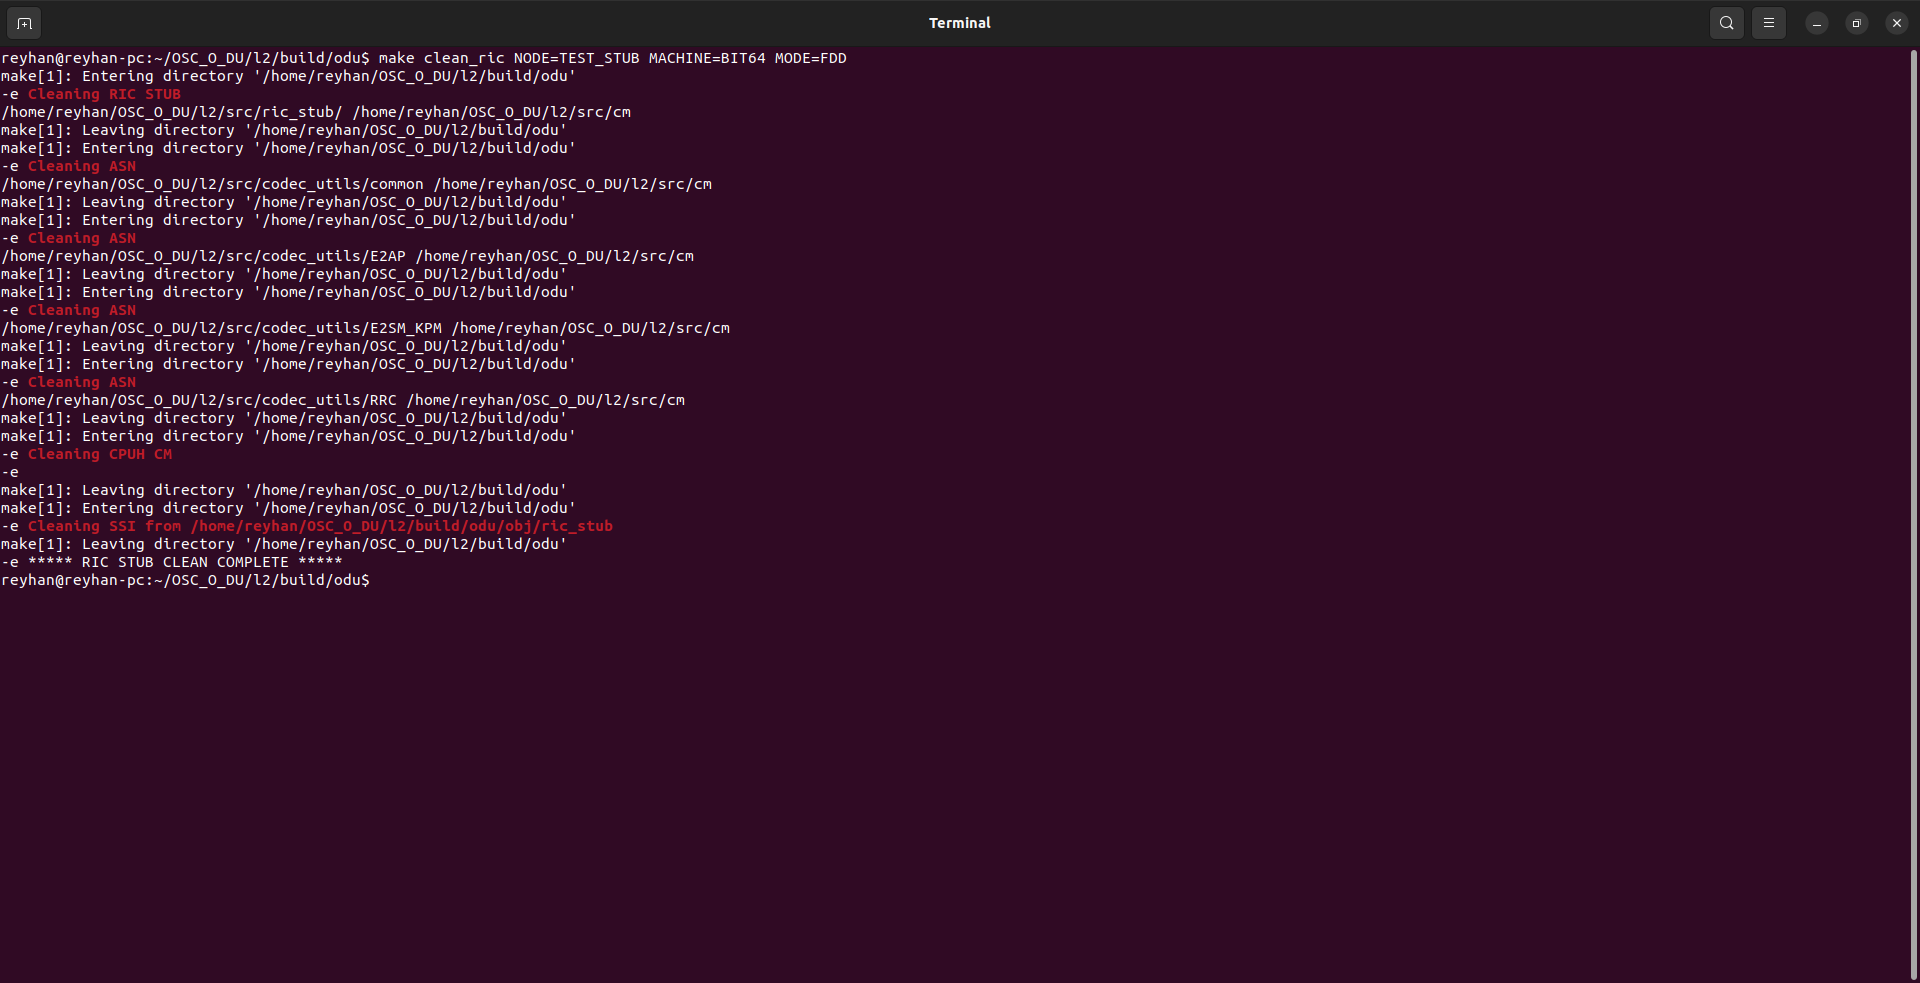 Terminal
reyhan@reyhan-pc:~/OSC_O_DU/l2/build/odu$ make clean_ric NODE=TEST_STUB MACHINE=BIT64 MODE=FDD
make[1]: Entering directory '/home/reyhan/OSC_O_DU/l2/build/odu'
-e Cleaning RIC STUB
/home/reyhan/OSC_O_DU/l2/src/ric_stub/ /home/reyhan/OSC_O_DU/l2/src/cm
make[1]: Leaving directory '/home/reyhan/OSC_O_DU/l2/build/odu'
make[1]: Entering directory '/home/reyhan/OSC_O_DU/l2/build/odu'
-e Cleaning ASN
/home/reyhan/OSC_O_DU/l2/src/codec_utils/common /home/reyhan/OSC_O_DU/l2/src/cm
make[1]: Leaving directory '/home/reyhan/OSC_O_DU/l2/build/odu'
make[1]: Entering directory '/home/reyhan/OSC_O_DU/l2/build/odu'
-e Cleaning ASN
/home/reyhan/OSC_O_DU/l2/src/codec_utils/E2AP /home/reyhan/OSC_O_DU/l2/src/cm
make[1]: Leaving directory '/home/reyhan/OSC_O_DU/l2/build/odu'
make[1]: Entering directory '/home/reyhan/OSC_O_DU/l2/build/odu'
-e Cleaning ASN
/home/reyhan/OSC_O_DU/l2/src/codec_utils/E2SM_KPM /home/reyhan/OSC_O_DU/l2/src/cm
make[1]: Leaving directory '/home/reyhan/OSC_O_DU/l2/build/odu'
make[1]: Entering directory '/home/reyhan/OSC_O_DU/l2/build/odu'
-e Cleaning ASN
/home/reyhan/OSC_O_DU/l2/src/codec_utils/RRC /home/reyhan/OSC_O_DU/l2/src/cm
make[1]: Leaving directory '/home/reyhan/OSC_O_DU/l2/build/odu'
make[1]: Entering directory '/home/reyhan/OSC_O_DU/l2/build/odu'
-e Cleaning CPUH CM
-e
make[1]: Leaving directory '/home/reyhan/OSC_O_DU/l2/build/odu'
make[1]: Entering directory '/home/reyhan/OSC_O_DU/l2/build/odu'
-e Cleaning SSI from /home/reyhan/OSC_O_DU/l2/build/odu/obj/ric_stub
make[1]: Leaving directory '/home/reyhan/OSC_O_DU/l2/build/odu'
-e ***** RIC STUB CLEAN COMPLETE *****
reyhan@reyhan-pc:~/OSC_O_DU/l2/build/odu$